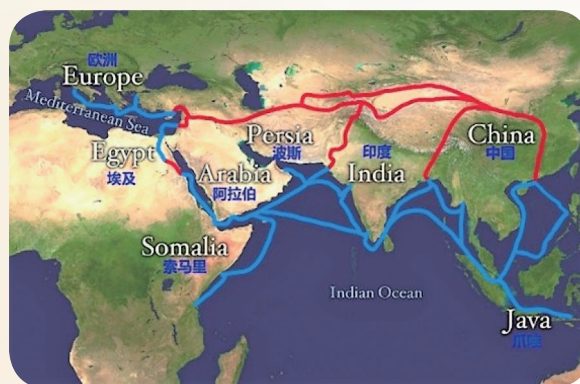 欧洲
Europe
Mediterranean Sea
Egypt
埃及
Persia
波斯
Arabia
阿拉伯
印度
India
China
中国
Somalia
索马里
Indian Ocean
Java
爪哇